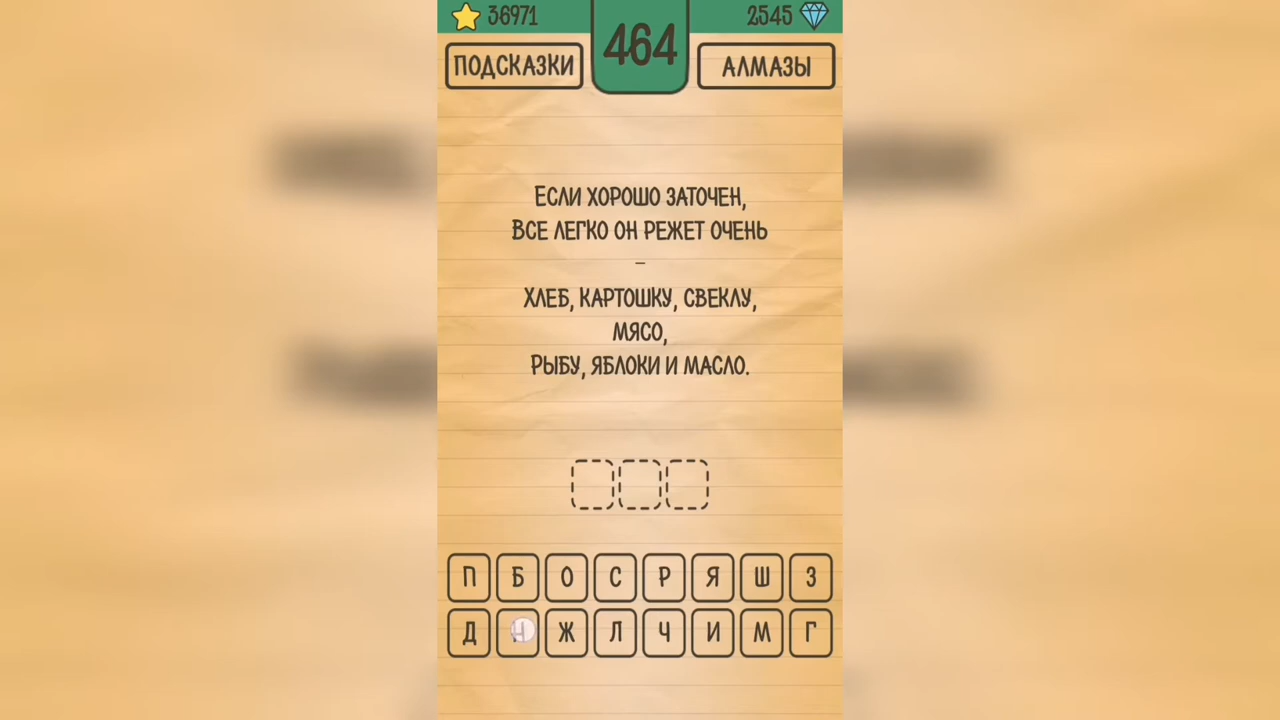 36971
464
2545
ПОДСКАЗКИ
АЛМАЗЫ
ЕСЛИ ХОРОШО ЗАТОЧЕН,
ВСЕ ЛЕГКО ОН РЕЖЕТ ОЧЕНЬ
–
ХЛЕБ, КАРТОШКУ, СВЕКЛУ,
МЯСО,
РЫБУ, ЯБЛОКИ И МАСЛО.
П Б О С Р Я Ш З
Д Н Ж Л Ч И М Г